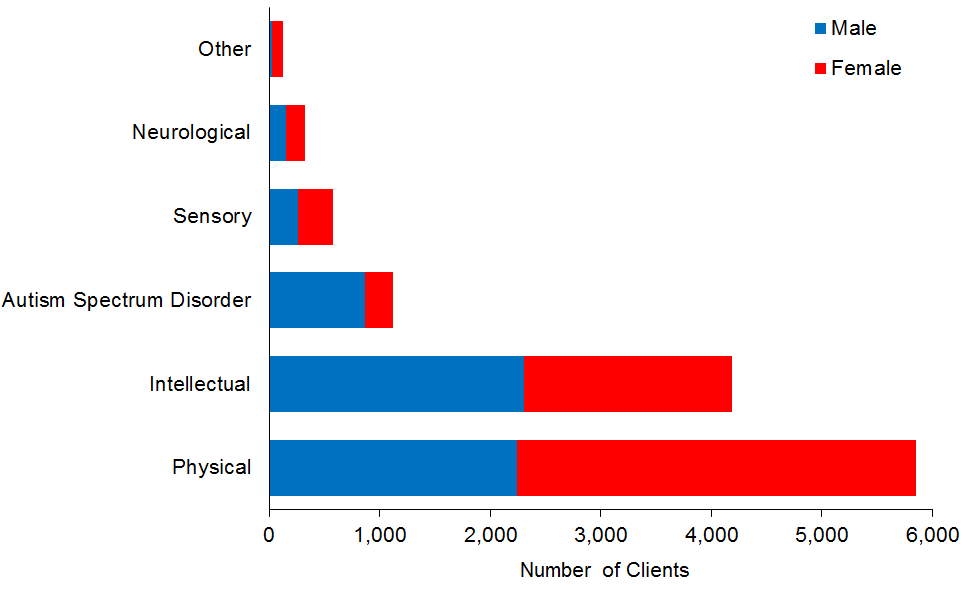 Male
Female
Other
Neurological
Sensory
Autism Spectrum Disorder
Intellectual
Physical
0 1,000 2,000 3,000 4,000 5,000 6,000
Number of Clients